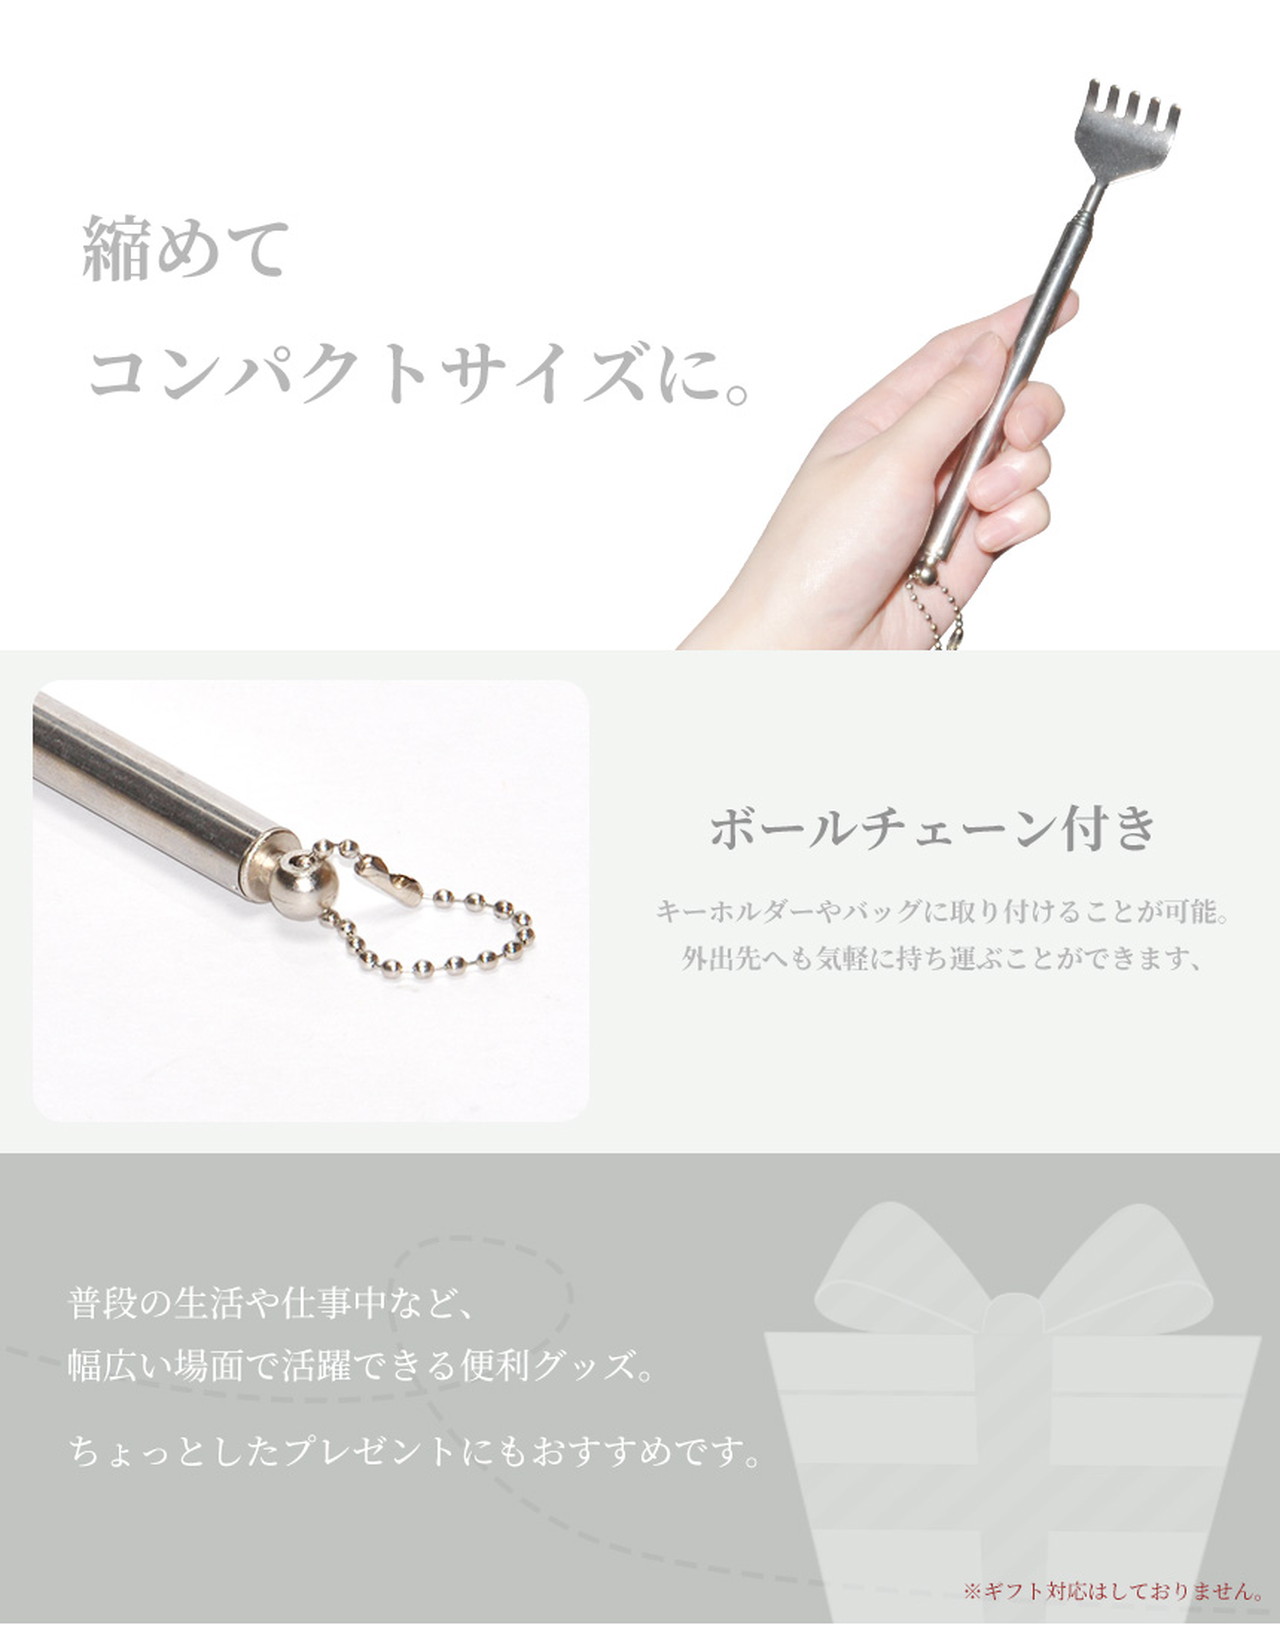 縮めて
コンパクトサイズに。
ボールチェーン付き
キーホルダーやバッグに取り付けることが可能。
外出先へも気軽に持ち運ぶことができます、
普段の生活や仕事中など、
幅広い場面で活躍できる便利グッズ。
ちょっとしたプレゼントにもおすすめです。
※ギフト対応はしておりません。